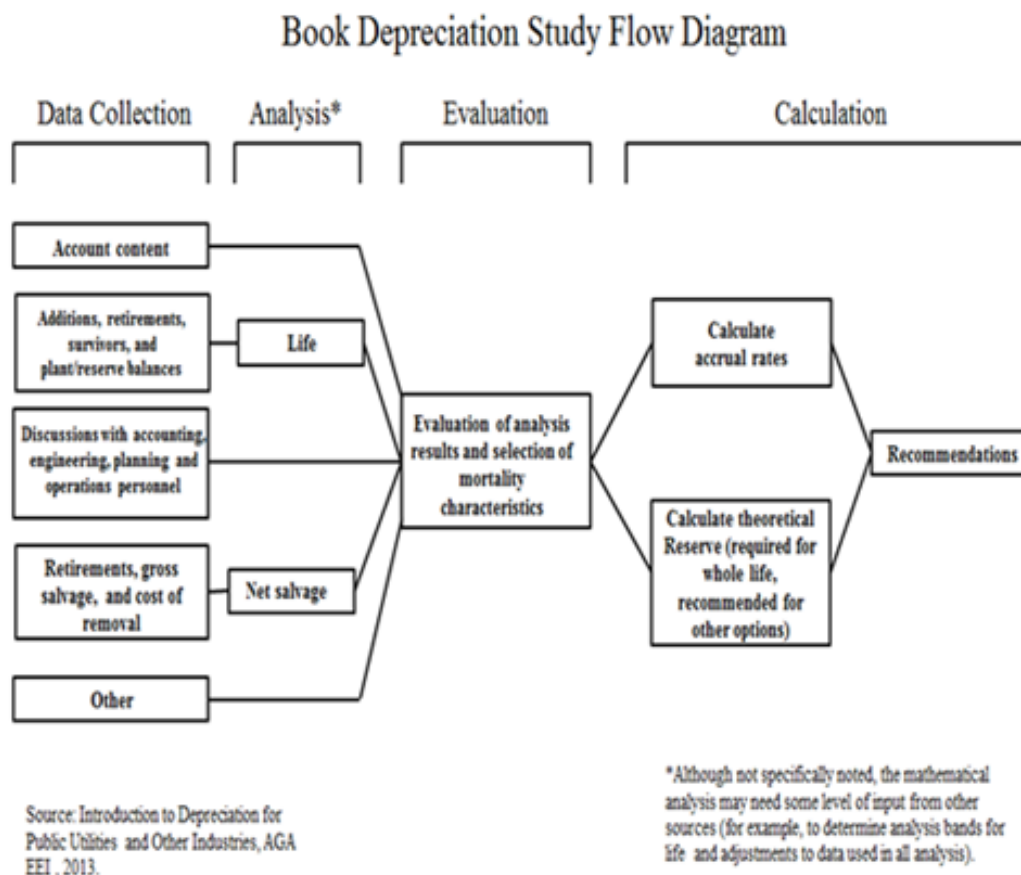 Book Depreciation Study Flow Diagram
Data Collection
Analysis*
Evaluation
Calculation
Account content
Additions, retirements,
survivors, and
plant/reserve balances
Life
Discussions with accounting,
engineering, planning and
operations personnel
Retirements, gross
salvage, and cost of
removal
Net salvage
Other
Evaluation of analysis
results and selection of
mortality
characteristics
Calculate
accrual rates
Calculate theoretical
Reserve (required for
whole life,
recommended for
other options)
Recommendations
Source: Introduction to Depreciation for
Public Utilities and Other Industries, AGA
EEI , 2013.
*Although not specifically noted, the mathematical
analysis may need some level of input from other
sources (for example, to determine analysis bands for
life and adjustments to data used in all analysis).